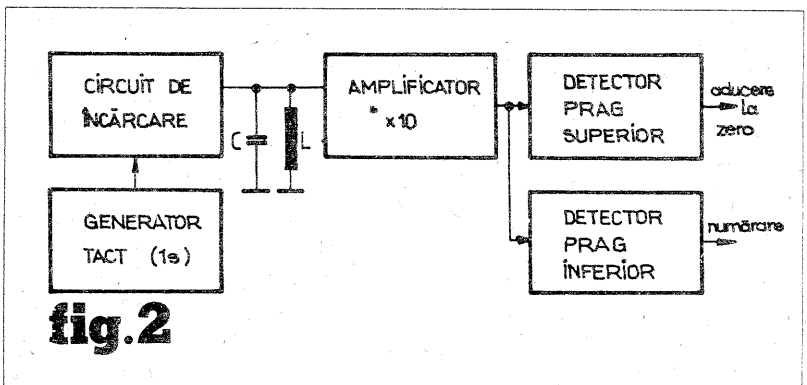 CIRCUIT DE
ÎNCĂRCARE
GENERATOR
TACT (1s)
C
L
AMPLIFICATOR
x10
DETECTOR
PRAG
SUPERIOR
aducere
la
zero
DETECTOR
PRAG
INFERIOR
numărare
fig.2